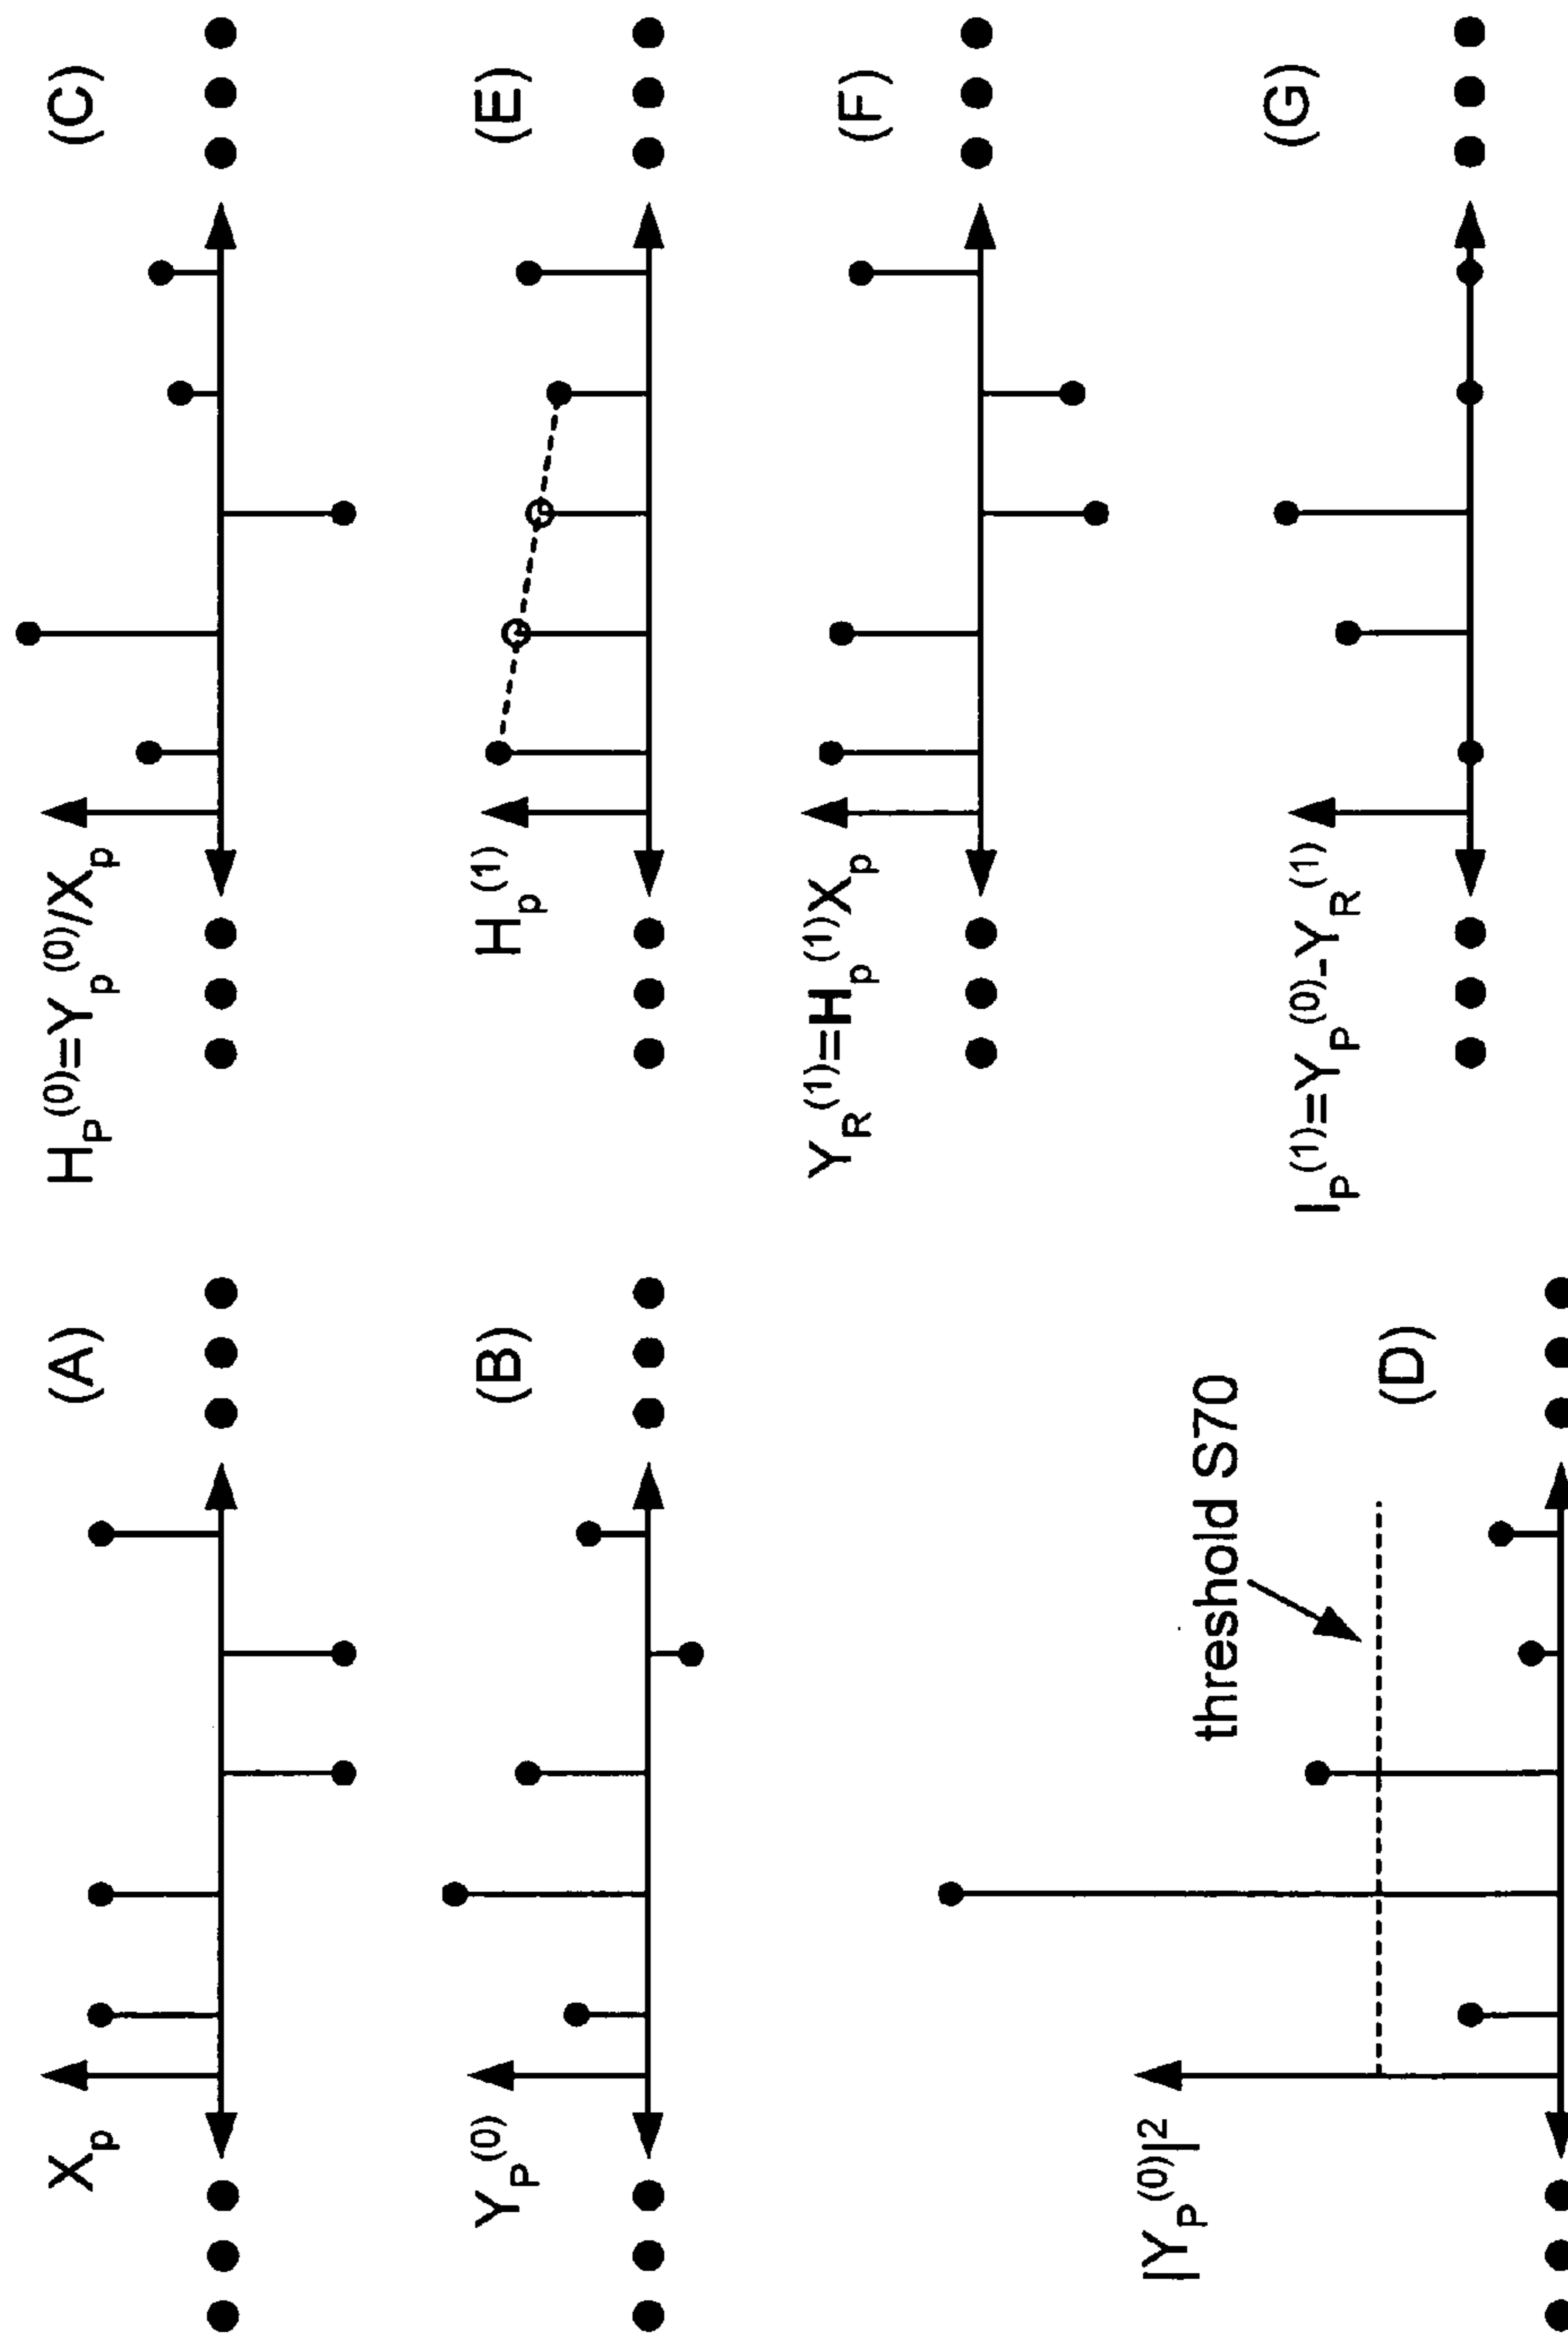 X_p
(A)
Y_P^(0)
(B)
|Y_P^(0)|^2
threshold S70
(D)
H_P^(0)=Y_p^(0)/X_p
(C)
H_p^(1)
(E)
Y_R^(1)=H_p^(1)X_p
(F)
I_P^(1)=Y_P^(0)-Y_R^(1)
(G)